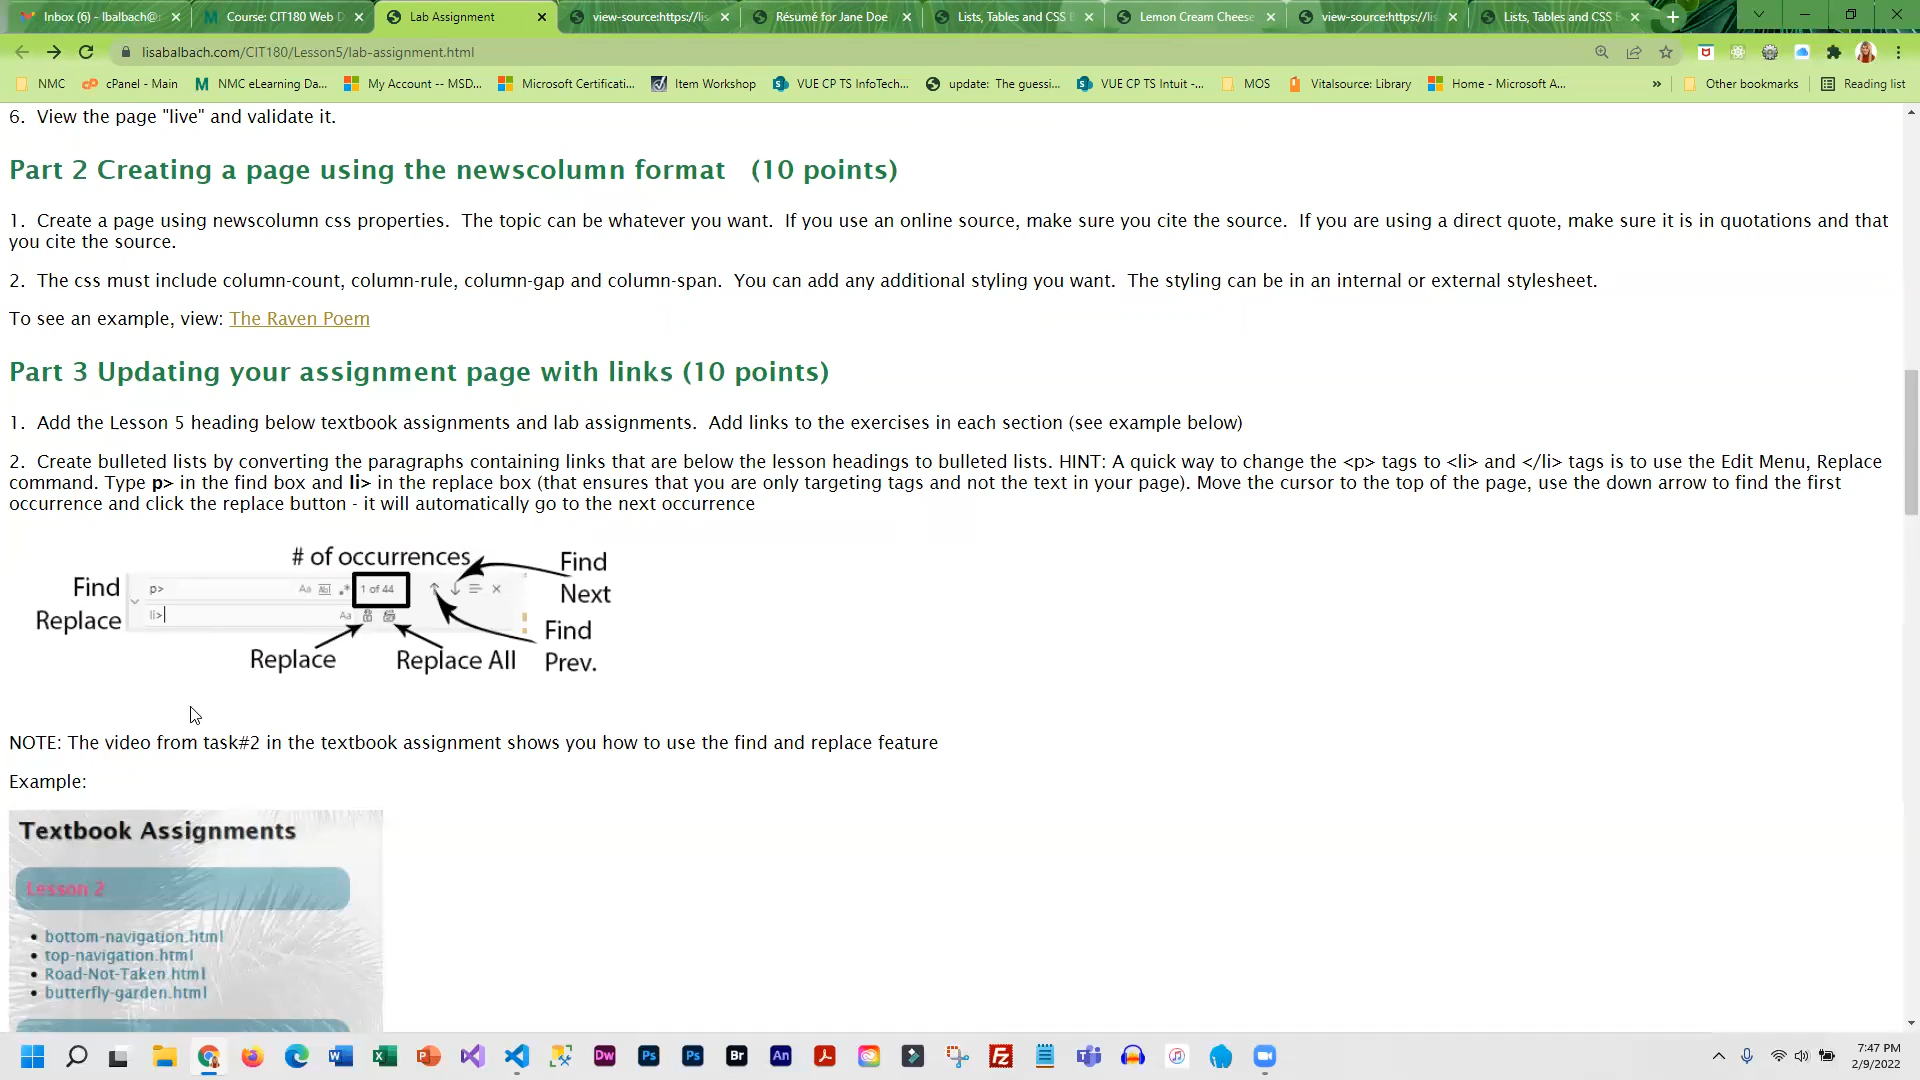 Inbox (6) - lbalbach@
Course: CIT180 Web D
Lab Assignment
view-source:https://lis
Résumé for Jane Doe
Lists, Tables and CSS E
Lemon Cream Cheese
view-source:https://lis
Lists, Tables and CSS E
lisabalbach.com/CIT180/Lesson5/lab-assignment.html
NMC
cPanel - Main
NMC eLearning Da...
My Account -- MSD...
Microsoft Certificati...
Item Workshop
VUE CP TS InfoTech...
update: The guessi...
VUE CP TS Intuit -...
MOS
Vitalsource: Library
Home - Microsoft A...
»
Other bookmarks
Reading list
6. View the page "live" and validate it.
Part 2 Creating a page using the newscolumn format (10 points)
1. Create a page using newscolumn css properties. The topic can be whatever you want. If you use an online source, make sure you cite the source. If you are using a direct quote, make sure it is in quotations and that
you cite the source.
2. The css must include column-count, column-rule, column-gap and column-span. You can add any additional styling you want. The styling can be in an internal or external stylesheet.
To see an example, view: The Raven Poem
Part 3 Updating your assignment page with links (10 points)
1. Add the Lesson 5 heading below textbook assignments and lab assignments. Add links to the exercises in each section (see example below)
2. Create bulleted lists by converting the paragraphs containing links that are below the lesson headings to bulleted lists. HINT: A quick way to change the <p> tags to <li> and </li> tags is to use the Edit Menu, Replace
command. Type p> in the find box and li> in the replace box (that ensures that you are only targeting tags and not the text in your page). Move the cursor to the top of the page, use the down arrow to find the first
occurrence and click the replace button - it will automatically go to the next occurrence
# of occurrences
Find
Next
Find
p>
Aa
Abl
1 of 44
Replace
li>
Aa
Find
Prev.
Replace
Replace All
NOTE: The video from task#2 in the textbook assignment shows you how to use the find and replace feature
Example:
Textbook Assignments
Lesson 2
• bottom-navigation.html
• top-navigation.html
• Road-Not-Taken.html
• butterfly-garden.html
Dw
Ps
Ps
Br
An
Fz
7:47 PM
2/9/2022